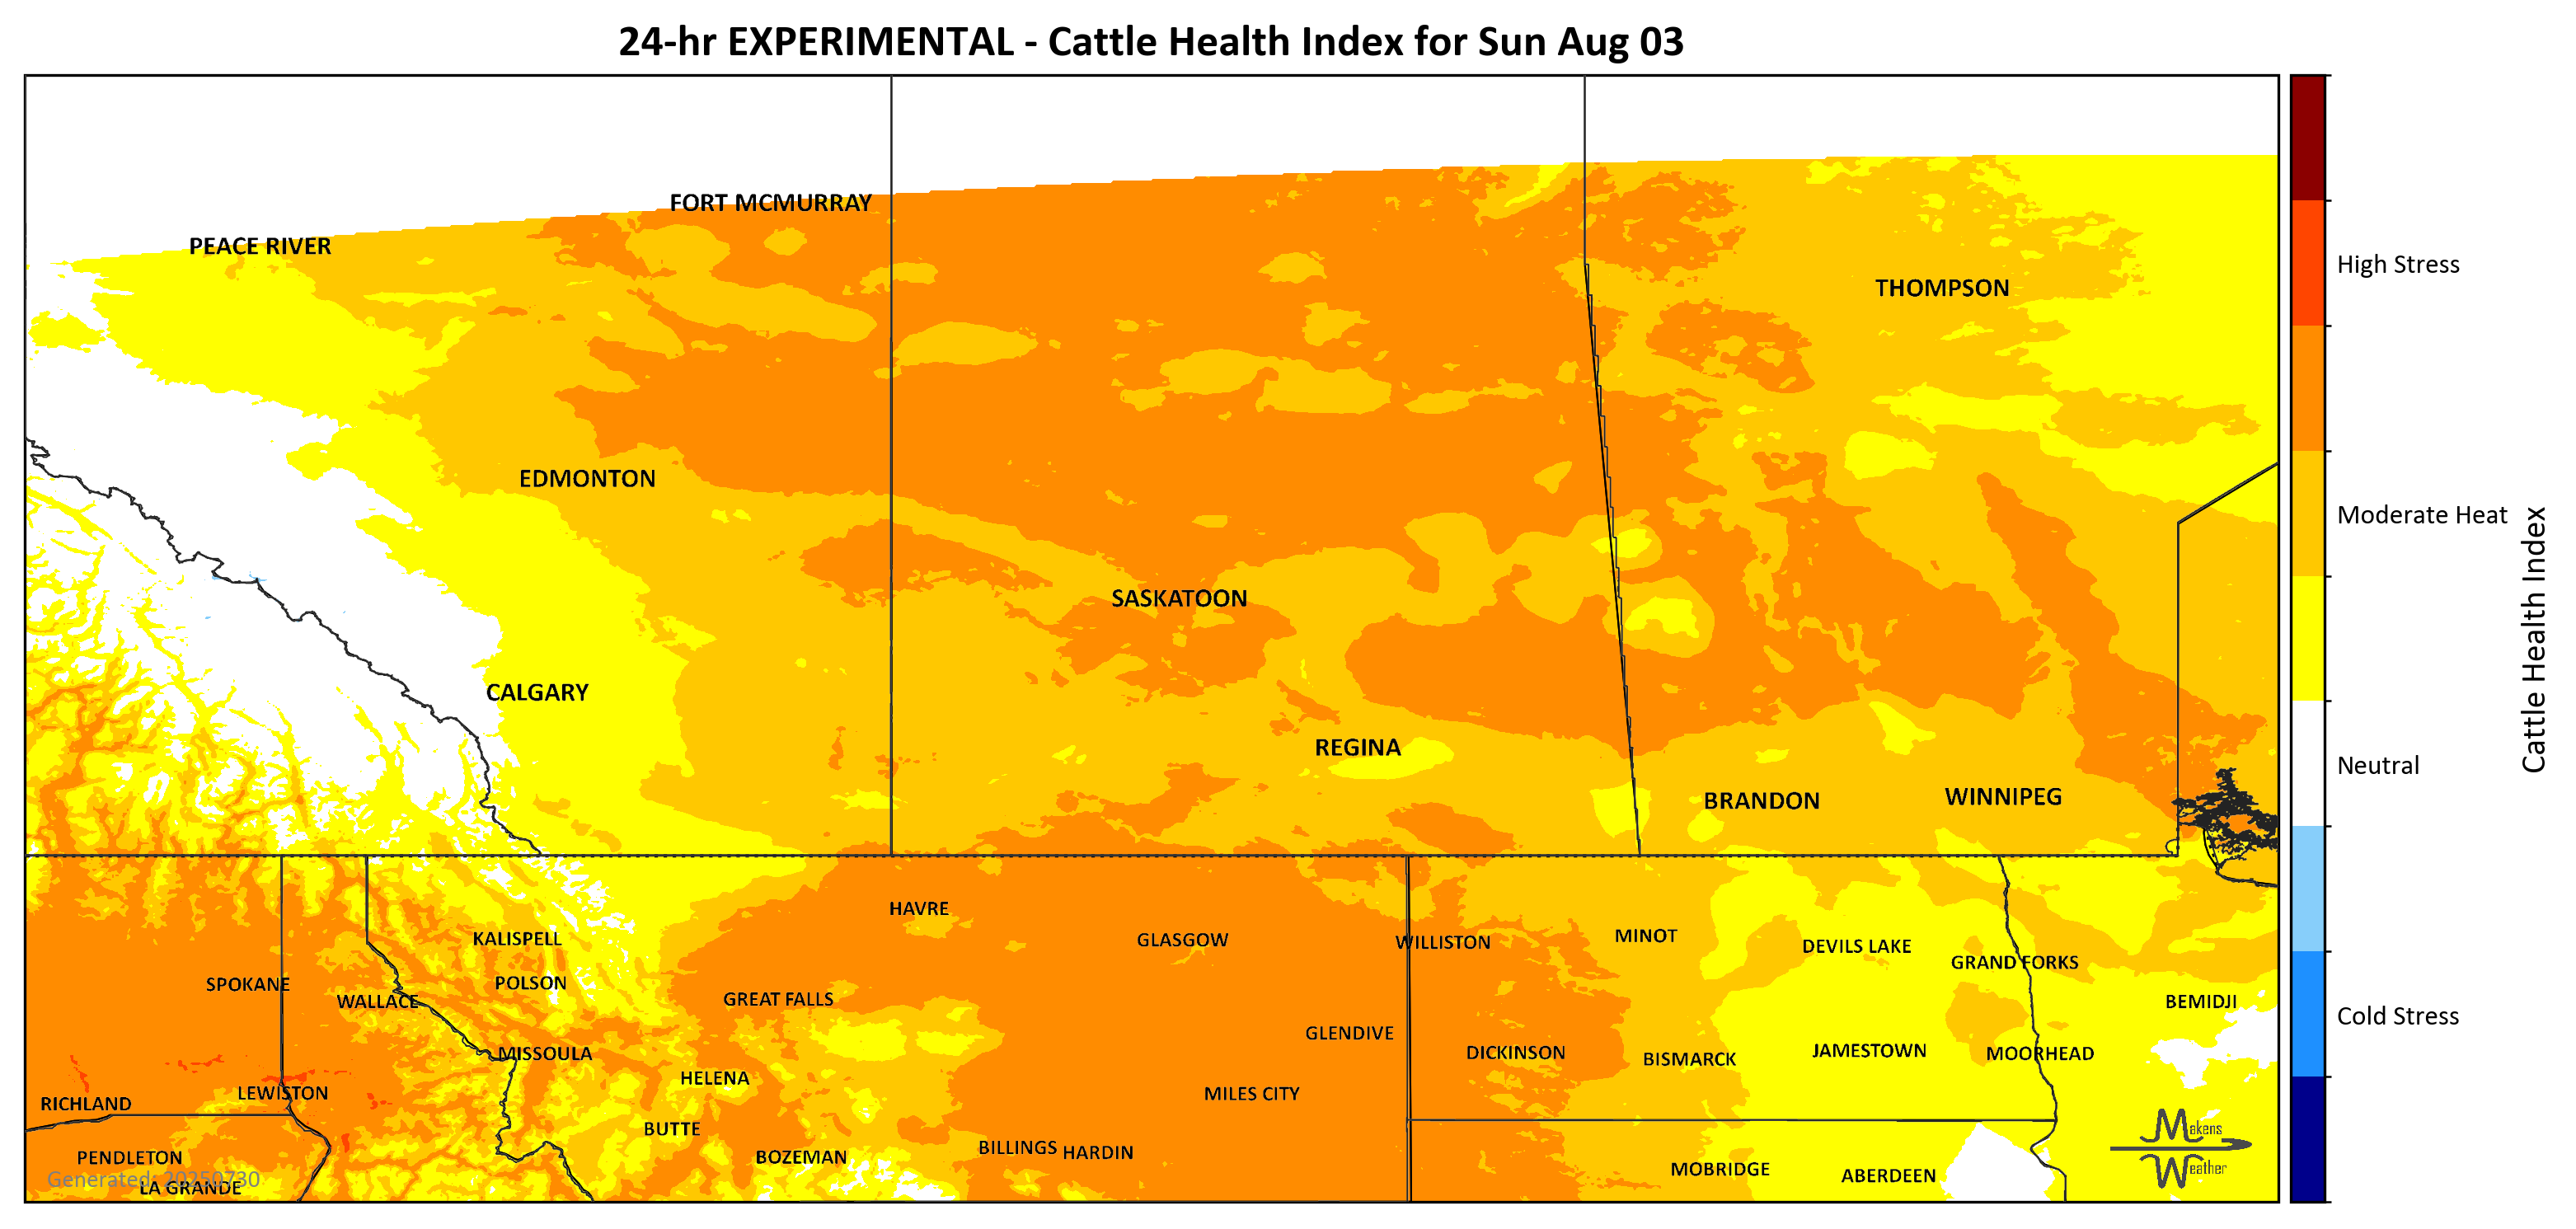 24-hr EXPERIMENTAL - Cattle Health Index for Sun Aug 03
FORT MCMURRAY
PEACE RIVER
THOMPSON
EDMONTON
SASKATOON
CALGARY
REGINA
BRANDON
WINNIPEG
HAVRE
KALISPELL
GLASGOW
WILLISTON
MINOT
DEVILS LAKE
GRAND FORKS
SPOKANE
POLSON
WALLACE
GREAT FALLS
BEMIDJI
GLENDIVE
MISSOULA
DICKINSON
BISMARCK
JAMESTOWN
MOORHEAD
HELENA
LEWISTON
MILES CITY
RICHLAND
BUTTE
PENDLETON
BOZEMAN
BILLINGS
HARDIN
MOBRIDGE
ABERDEEN
LA GRANDE
Generated: 20250730
Makens
Weather
High Stress
Moderate Heat
Neutral
Cold Stress
Cattle Health Index